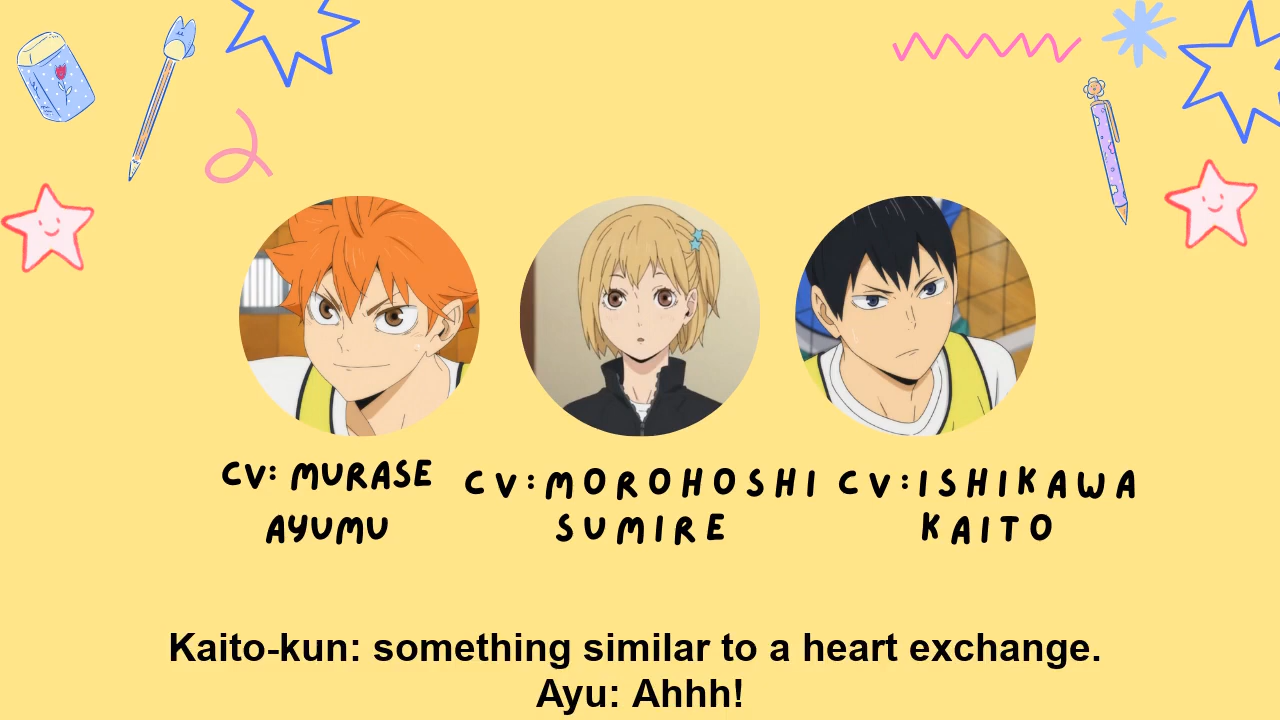 CV: MURASE
AYUMU
CV:MOROHOSHI
SUMIRE
CV:ISHIKAWA
KAITO
Kaito-kun: something similar to a heart exchange.
Ayu: Ahhh!